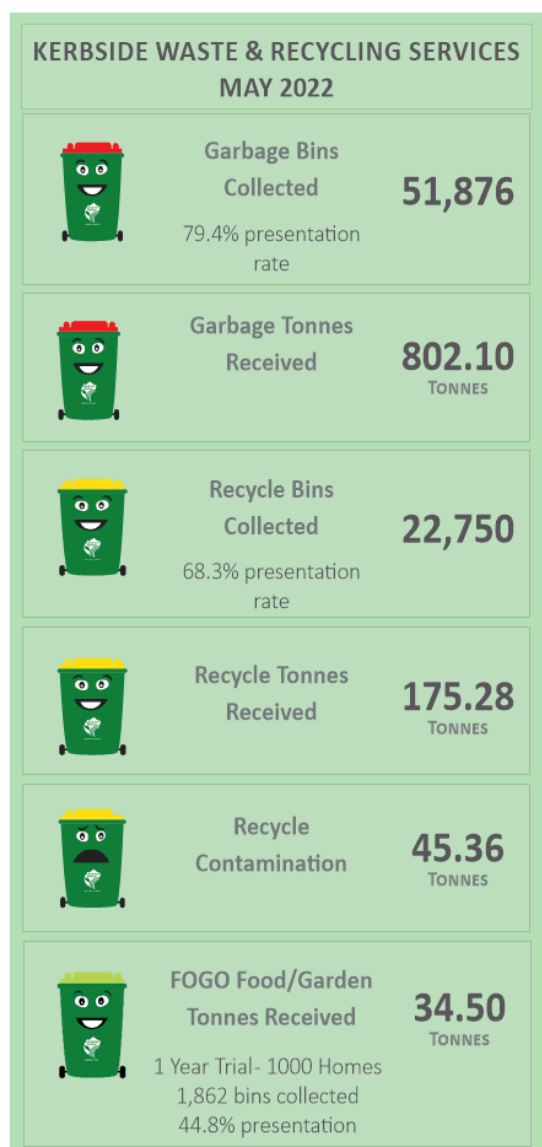 KERBSIDE WASTE & RECYCLING SERVICES
MAY 2022
Garbage Bins
Collected
79.4% presentation
rate
51,876
Garbage Tonnes
Received
802.10
TONNES
Recycle Bins
Collected
68.3% presentation
rate
22,750
Recycle Tonnes
Received
175.28
TONNES
Recycle
Contamination
45.36
TONNES
FOGO Food/Garden
Tonnes Received
1 Year Trial- 1000 Homes
1,862 bins collected
44.8% presentation
34.50
TONNES